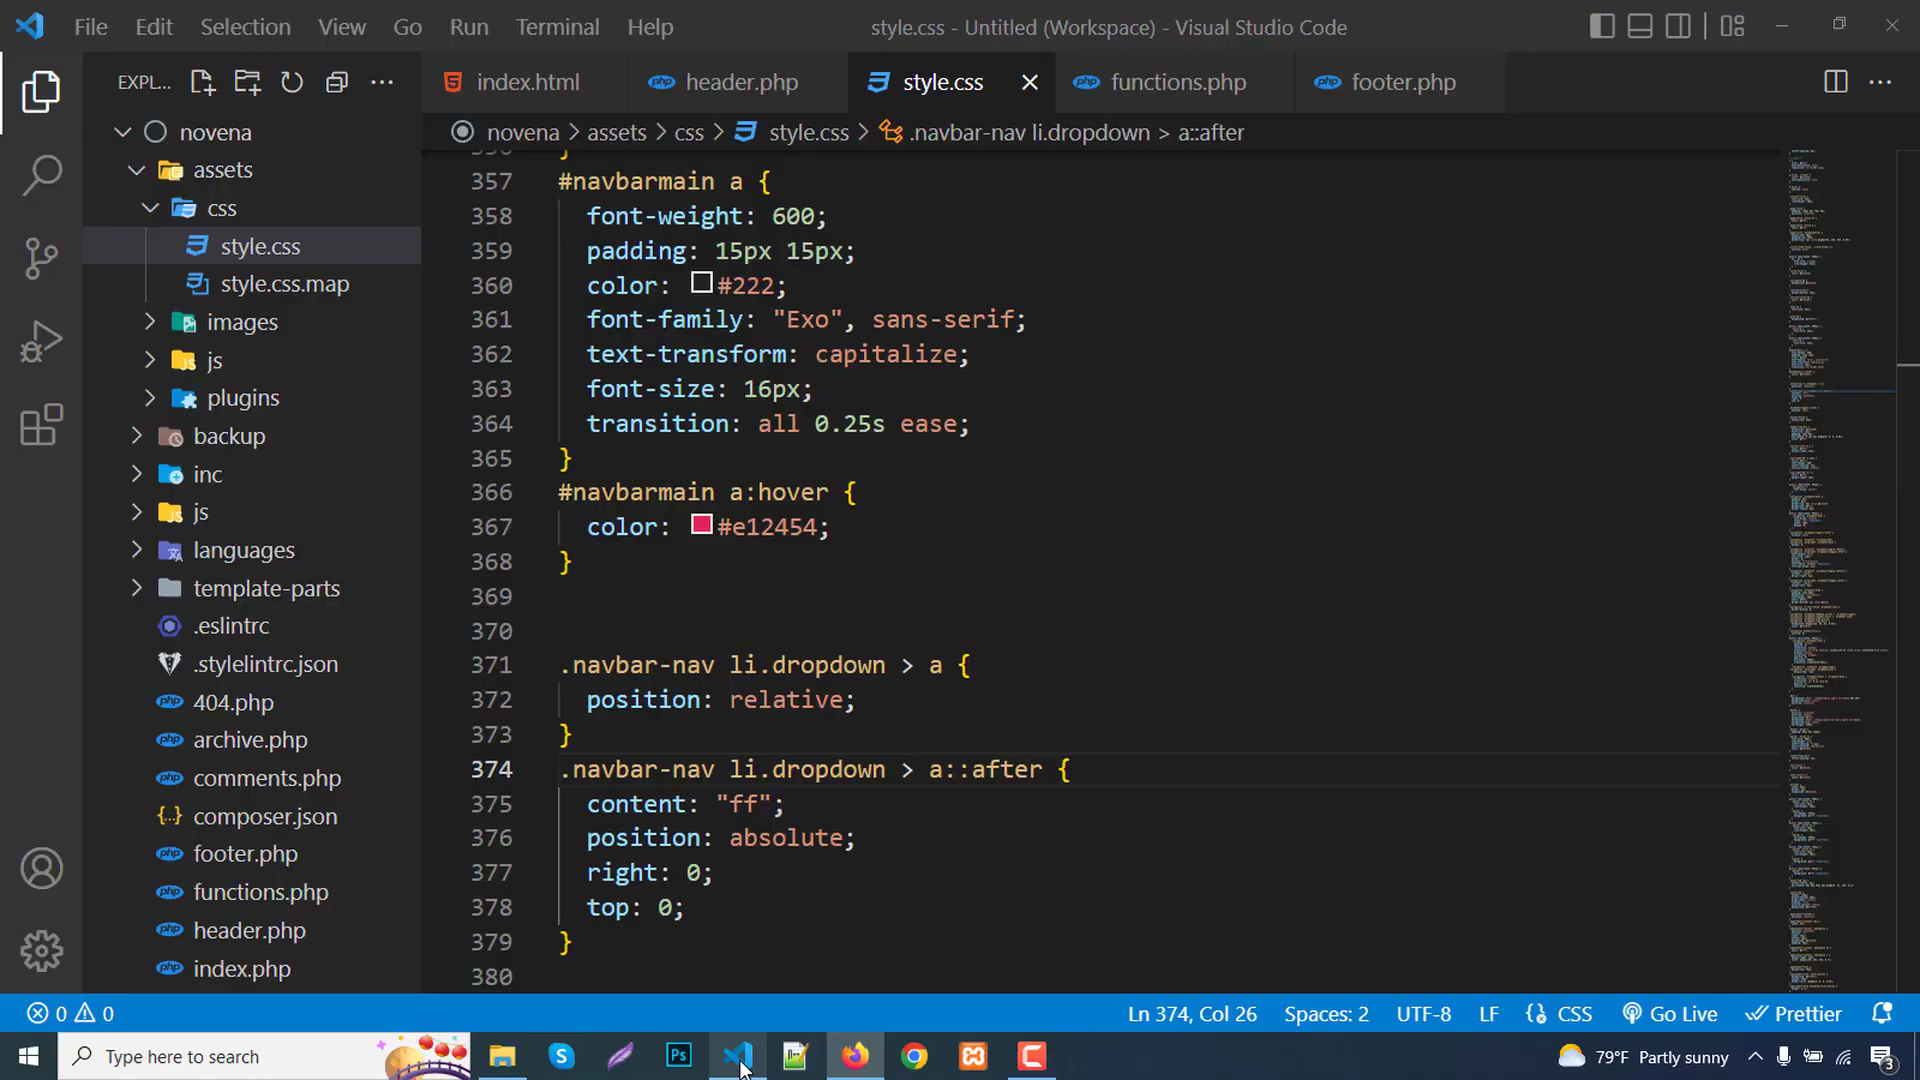 File Edit Selection View Go Run Terminal Help
style.css - Untitled (Workspace) - Visual Studio Code
EXPL...
index.html
header.php
style.css
functions.php
footer.php
novena > assets > css > style.css > .navbar-nav li.dropdown > a::after
novena
assets
css
style.css
style.css.map
images
js
plugins
backup
inc
js
languages
template-parts
.eslintrc
.stylelintrc.json
404.php
archive.php
comments.php
composer.json
footer.php
functions.php
header.php
index.php
357 #navbarmain a {
358 font-weight: 600;
359 padding: 15px 15px;
360 color: #222;
361 font-family: "Exo", sans-serif;
362 text-transform: capitalize;
363 font-size: 16px;
364 transition: all 0.25s ease;
365 }
366 #navbarmain a:hover {
367 color: #e12454;
368 }
369
370
371 .navbar-nav li.dropdown > a {
372 position: relative;
373 }
374 .navbar-nav li.dropdown > a::after {
375 content: "ff";
376 position: absolute;
377 right: 0;
378 top: 0;
379 }
380
0 0
Ln 374, Col 26 Spaces: 2 UTF-8 LF CSS Go Live Prettier
Type here to search
79°F Partly sunny
3